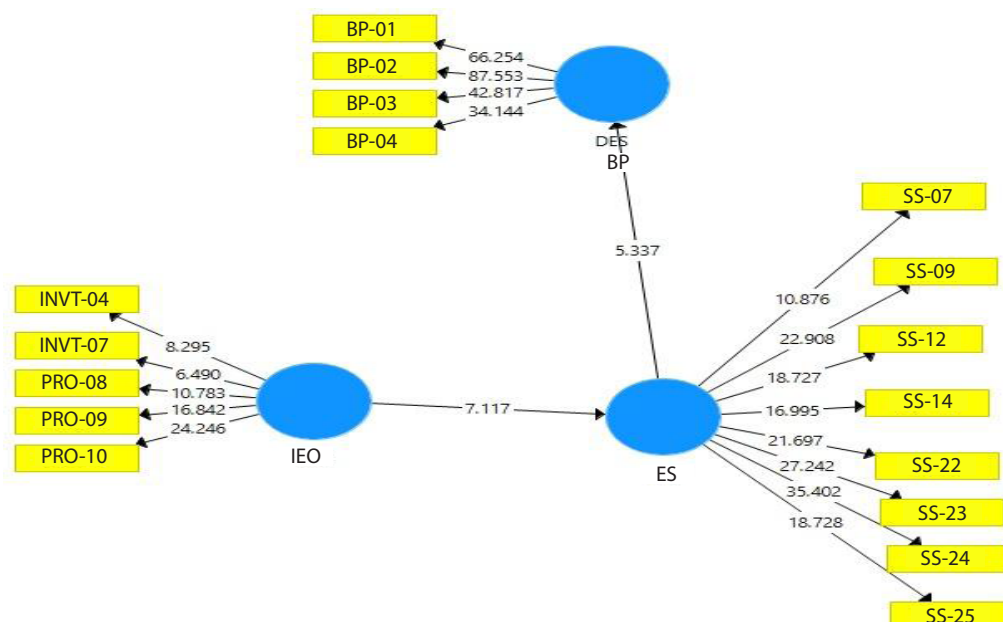 BP-01
66.254
BP-02
87.553
BP-03
42.817
34.144
BP-04
DES
BP
SS-07
5.337
SS-09
INVT-04
10.876
8.295
22.908
SS-12
INVT-07
6.490
18.727
PRO-08
10.783
SS-14
16.842
7.117
16.995
PRO-09
24.246
21.697
PRO-10
IEO
ES
27.242
SS-22
35.402
18.728
SS-23
SS-24
SS-25